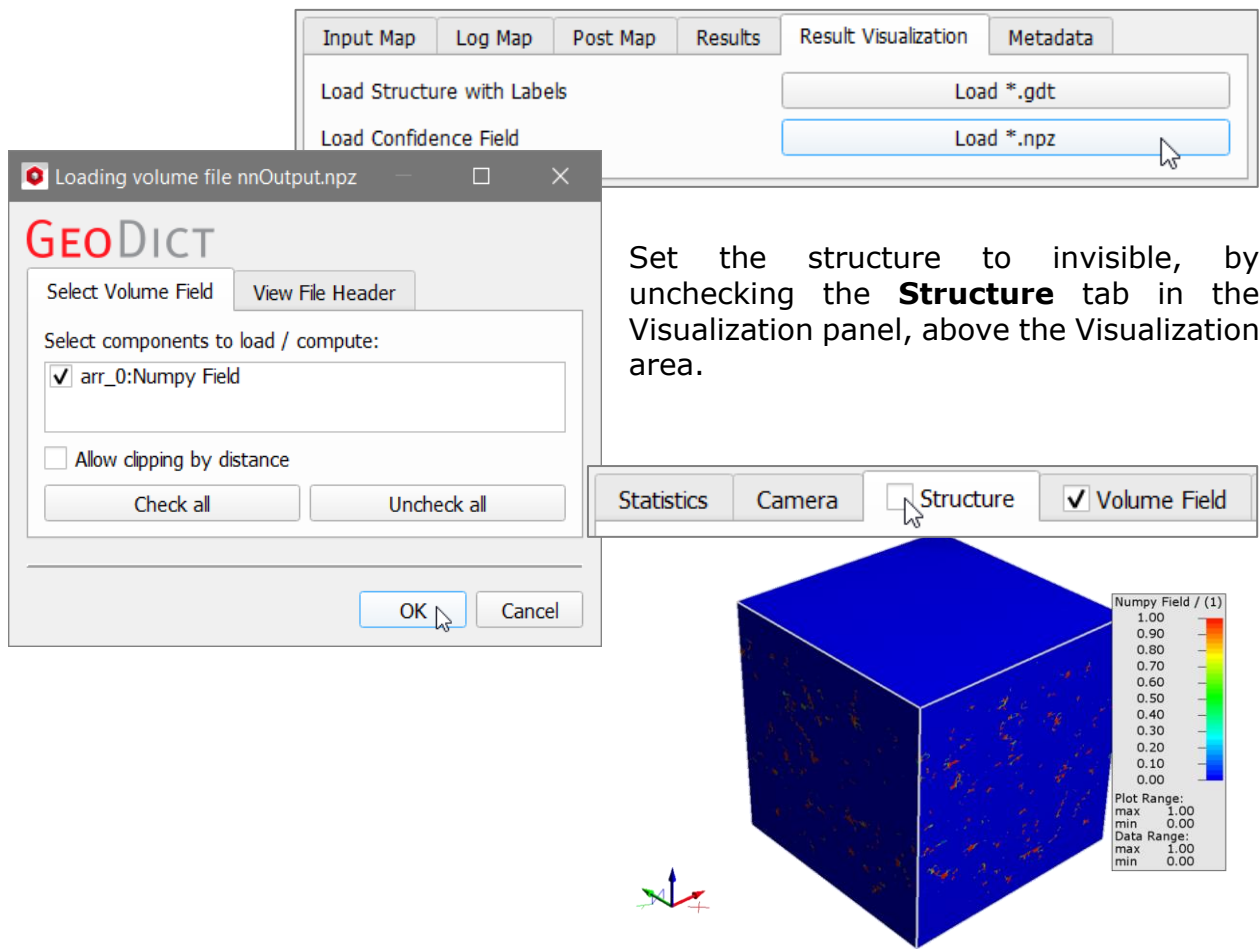 Input Map Log Map Post Map Results Result Visualization Metadata
Load Structure with Labels Load *.gdt
Load Confidence Field Load *.npz
Loading volume file nnOutput.npz
GEODICT
Select Volume Field View File Header
Select components to load / compute:
arr_0:Numpy Field
Allow clipping by distance
Check all Uncheck all
OK Cancel
Set the structure to invisible, by
unchecking the Structure tab in the
Visualization panel, above the Visualization
area.
Statistics Camera Structure Volume Field
Numpy Field / (1)
1.00
0.90
0.80
0.70
0.60
0.50
0.40
0.30
0.20
0.10
0.00
Plot Range:
max 1.00
min 0.00
Data Range:
max 1.00
min 0.00